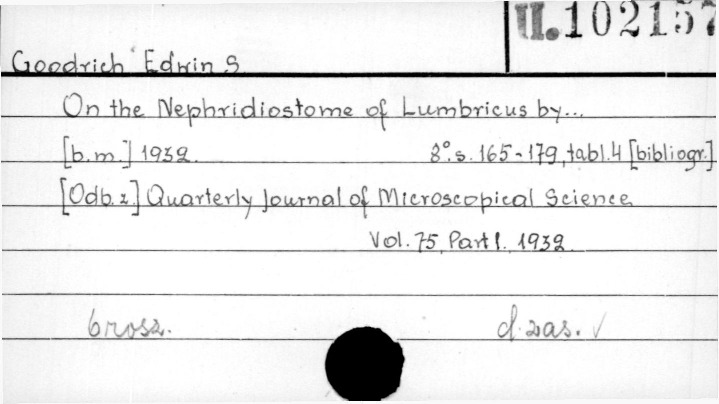 II.102157
Goodrich Edwin S.
On the Nephridiostome of Lumbricus by...
[b.m.] 1932. 8°. s. 165-179, tabl. 4 [bibliogr.]
[Odb. z.] Quarterly Journal of Microscopical Science
Vol. 75, Part I. 1932.
brosz. d. zas. √